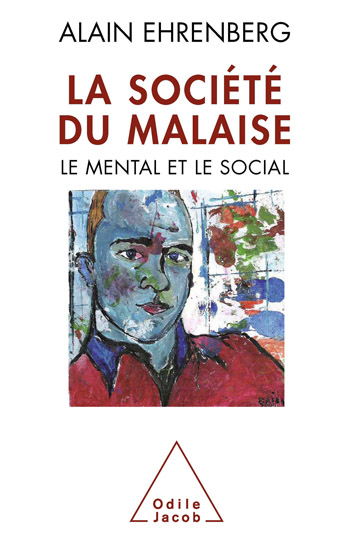 ALAIN EHRENBERG
LA SOCIÉTÉ
DU MALAISE
LE MENTAL ET LE SOCIAL
Odile
Jacob